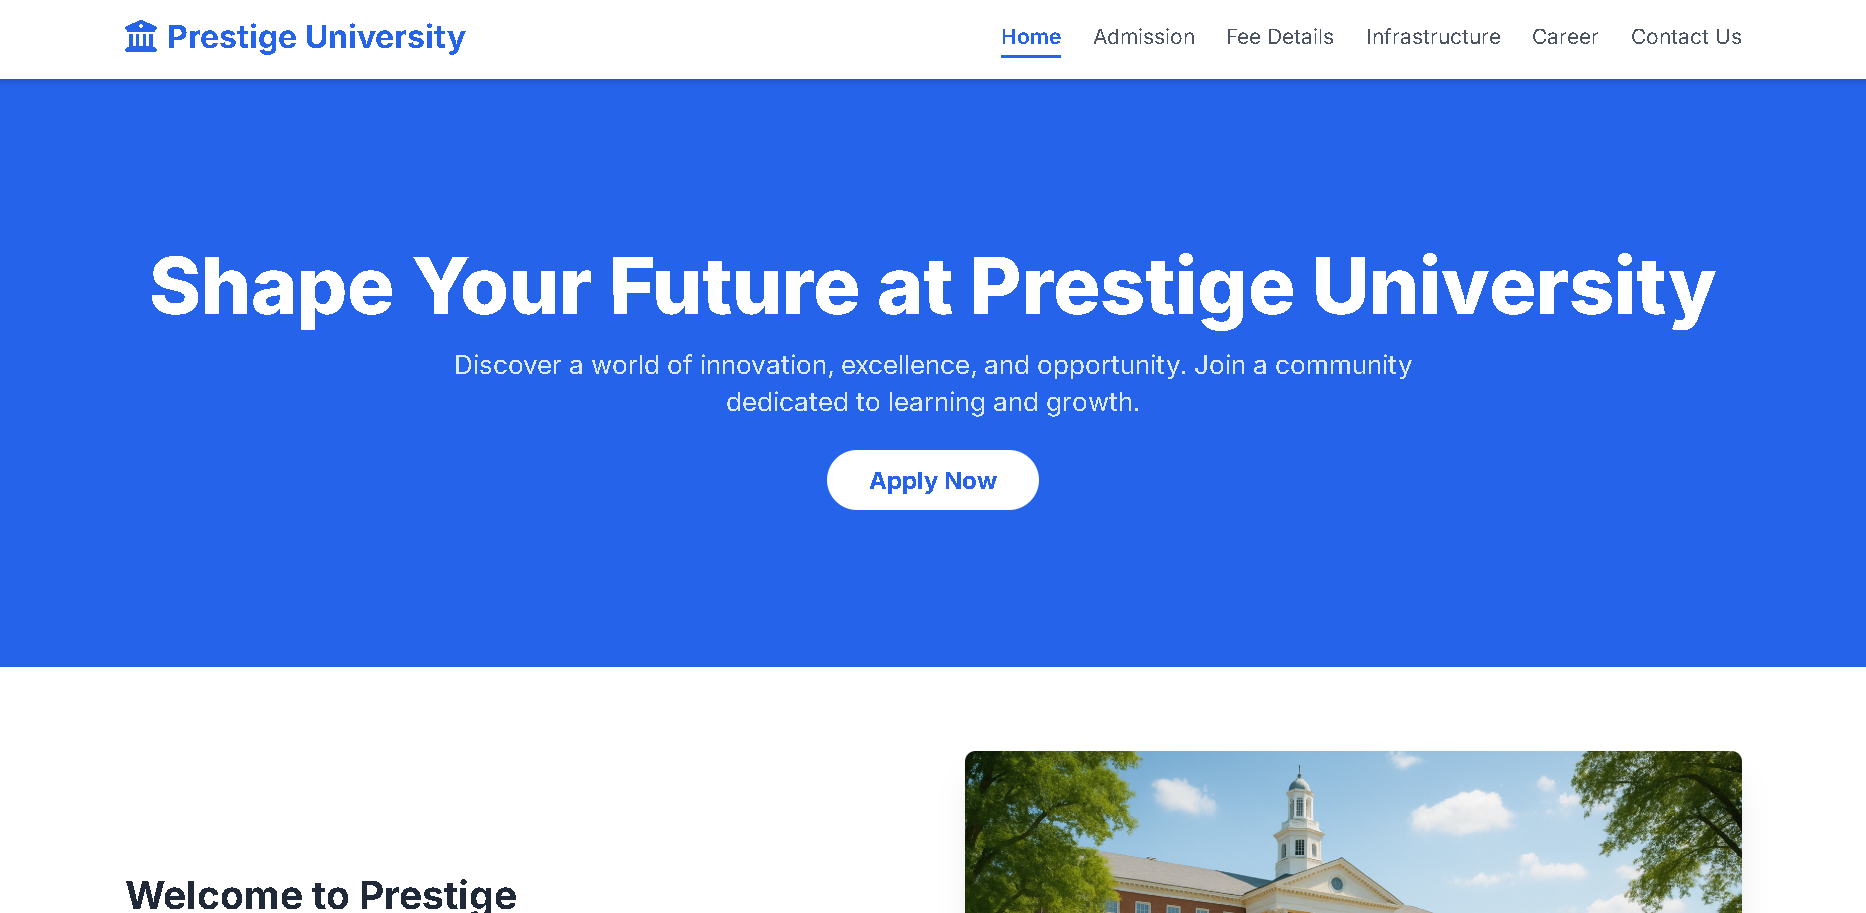 Prestige University
Home
Admission
Fee Details
Infrastructure
Career
Contact Us
Shape Your Future at Prestige University
Discover a world of innovation, excellence, and opportunity. Join a community
dedicated to learning and growth.
Apply Now
Welcome to Prestige